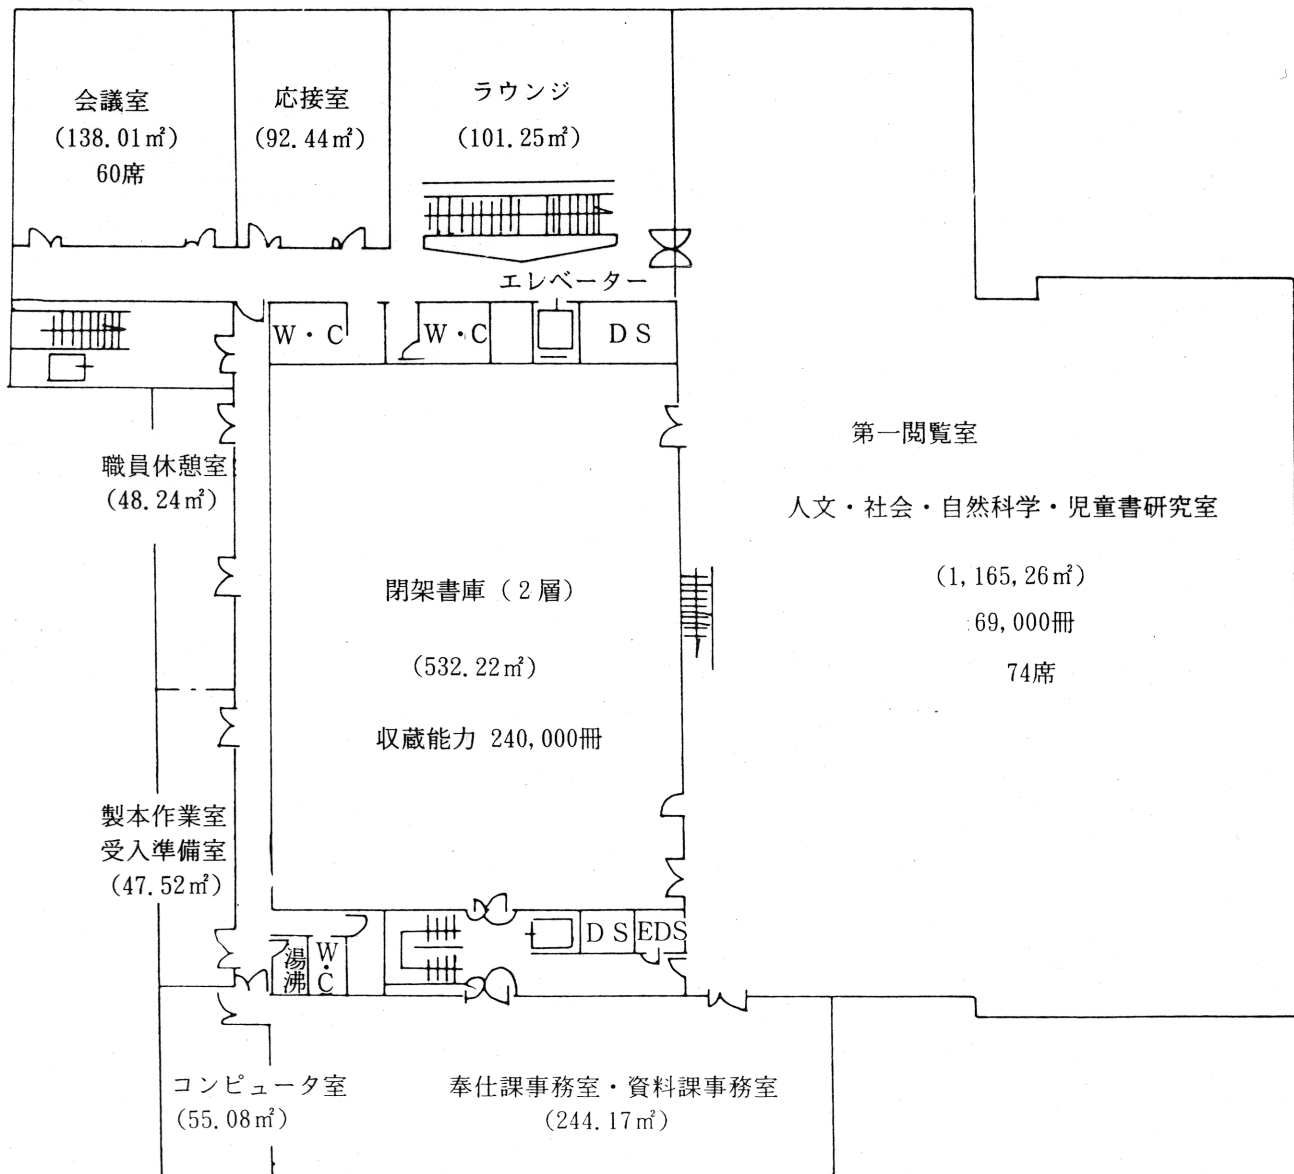 会議室
(138.01㎡)
60席
応接室
(92.44㎡)
ラウンジ
(101.25㎡)
エレベーター
W・C
W・C
DS
職員休憩室
(48.24㎡)
第一閲覧室
人文・社会・自然科学・児童書研究室
(1,165,26㎡)
69,000冊
74席
閉架書庫(2層)
(532.22㎡)
収蔵能力 240,000冊
製本作業室
受入準備室
(47.52㎡)
湯沸
W・C
DS
EDS
コンピュータ室
(55.08㎡)
奉仕課事務室・資料課事務室
(244.17㎡)